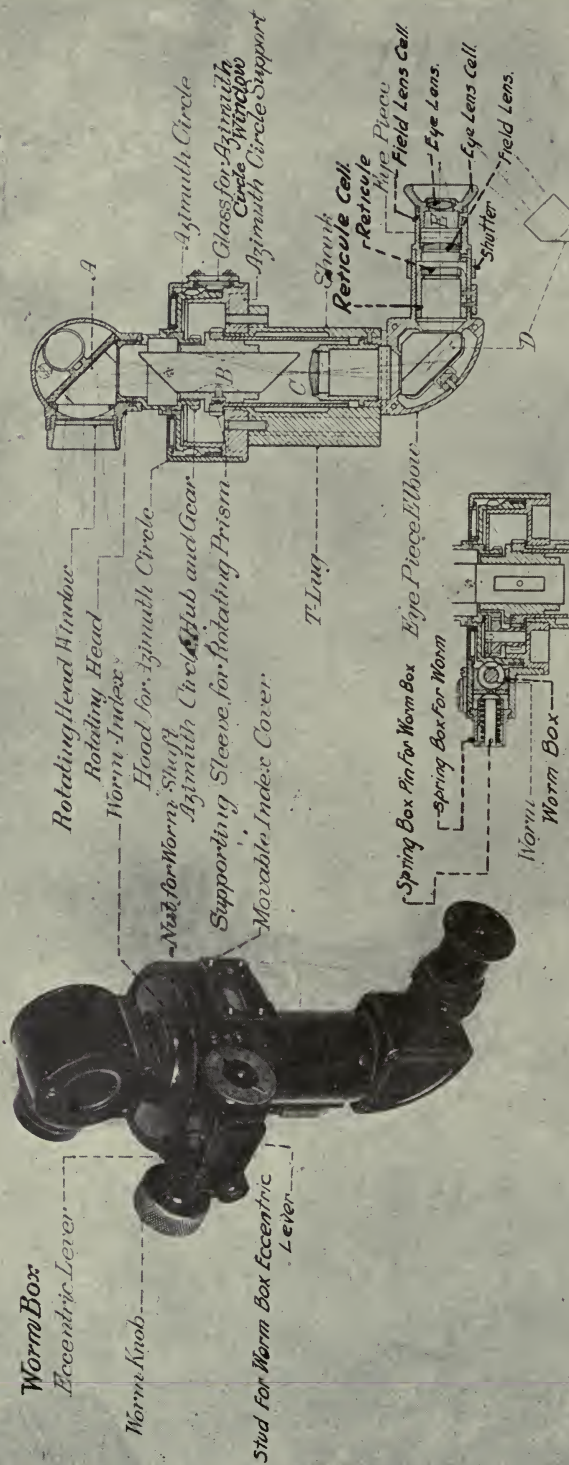 Worm Box
Eccentric Lever
Worm Knob
Stud For Worm Box Eccentric
Lever
Rotating Head Window
Rotating Head
Worm Index
Hood for Azimuth Circle
Nut for Worm Shaft
Azimuth Circle Hub and Gear
Supporting Sleeve for Rotating Prism
Movable Index Cover
A
Azimuth Circle
Glass for Azimuth
Circle Window
Azimuth Circle Support
B
C
T-Lug
Shrunk
Reticule Cell.
Reticule
Eye Piece
Field Lens Cell.
Eye Lens.
Eye Lens Cell.
Field Lens.
Shutter
E
D
Eye Piece Elbow
Spring Box Pin for Worm Box
Spring Box For Worm
Worm
Worm Box